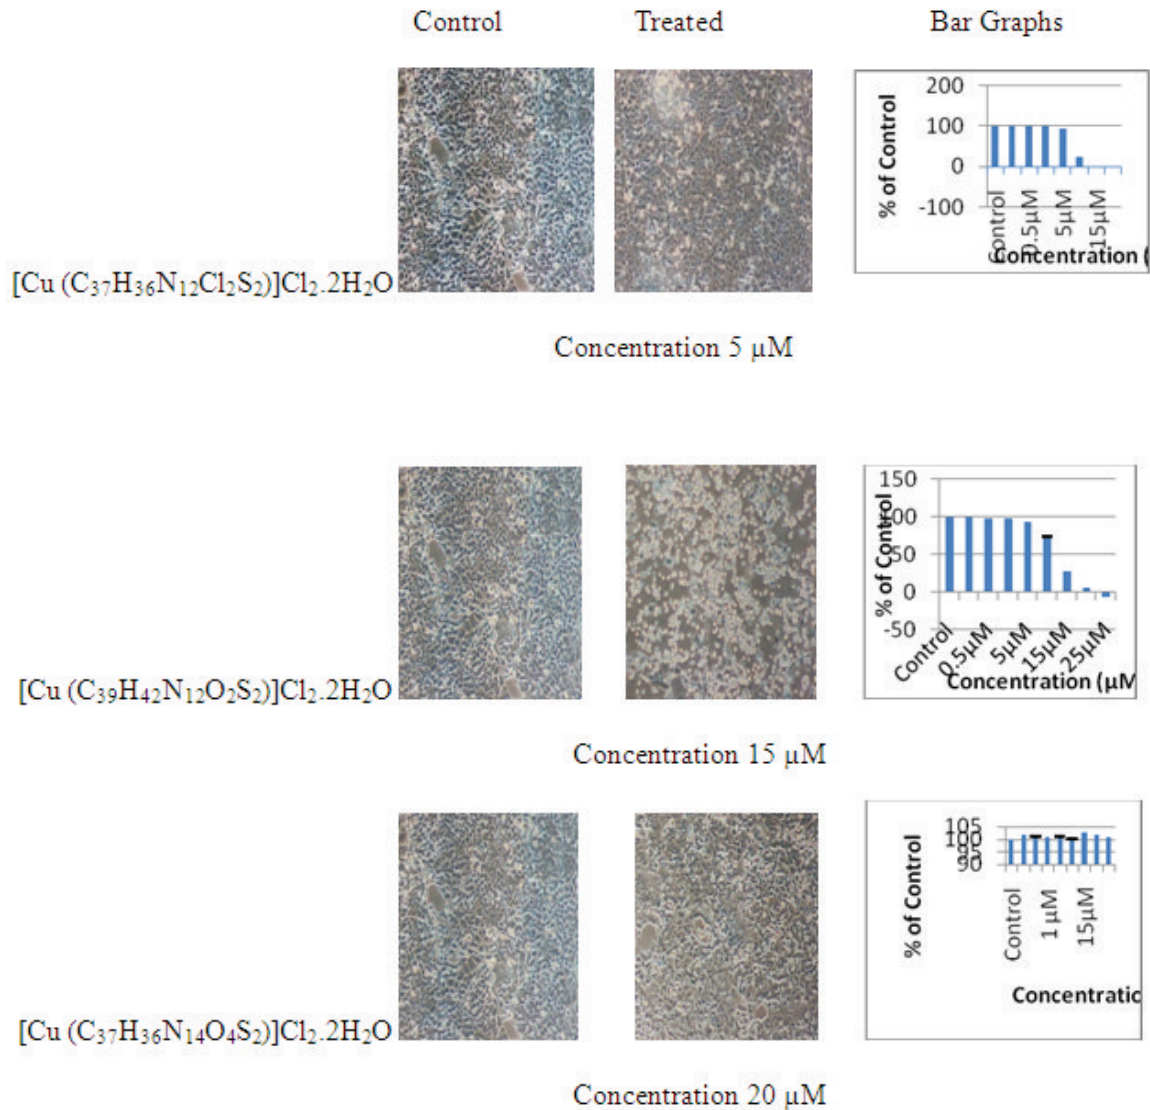 Control Treated Bar Graphs
200
100
0
-100
% of Control
Control
0.5µM
5µM
15µM
Concentration (
[Cu (C₃₇H₃₆N₁₂Cl₂S₂)]Cl₂.2H₂O
Concentration 5 µM
150
100
50
0
-50
% of Control
Control
0.5µM
5µM
15µM
25µM
Concentration (µM
[Cu (C₃₉H₄₂N₁₂O₂S₂)]Cl₂.2H₂O
Concentration 15 µM
105
100
95
90
% of Control
Control
1 µM
15µM
Concentratic
[Cu (C₃₇H₃₆N₁₄O₄S₂)]Cl₂.2H₂O
Concentration 20 µM